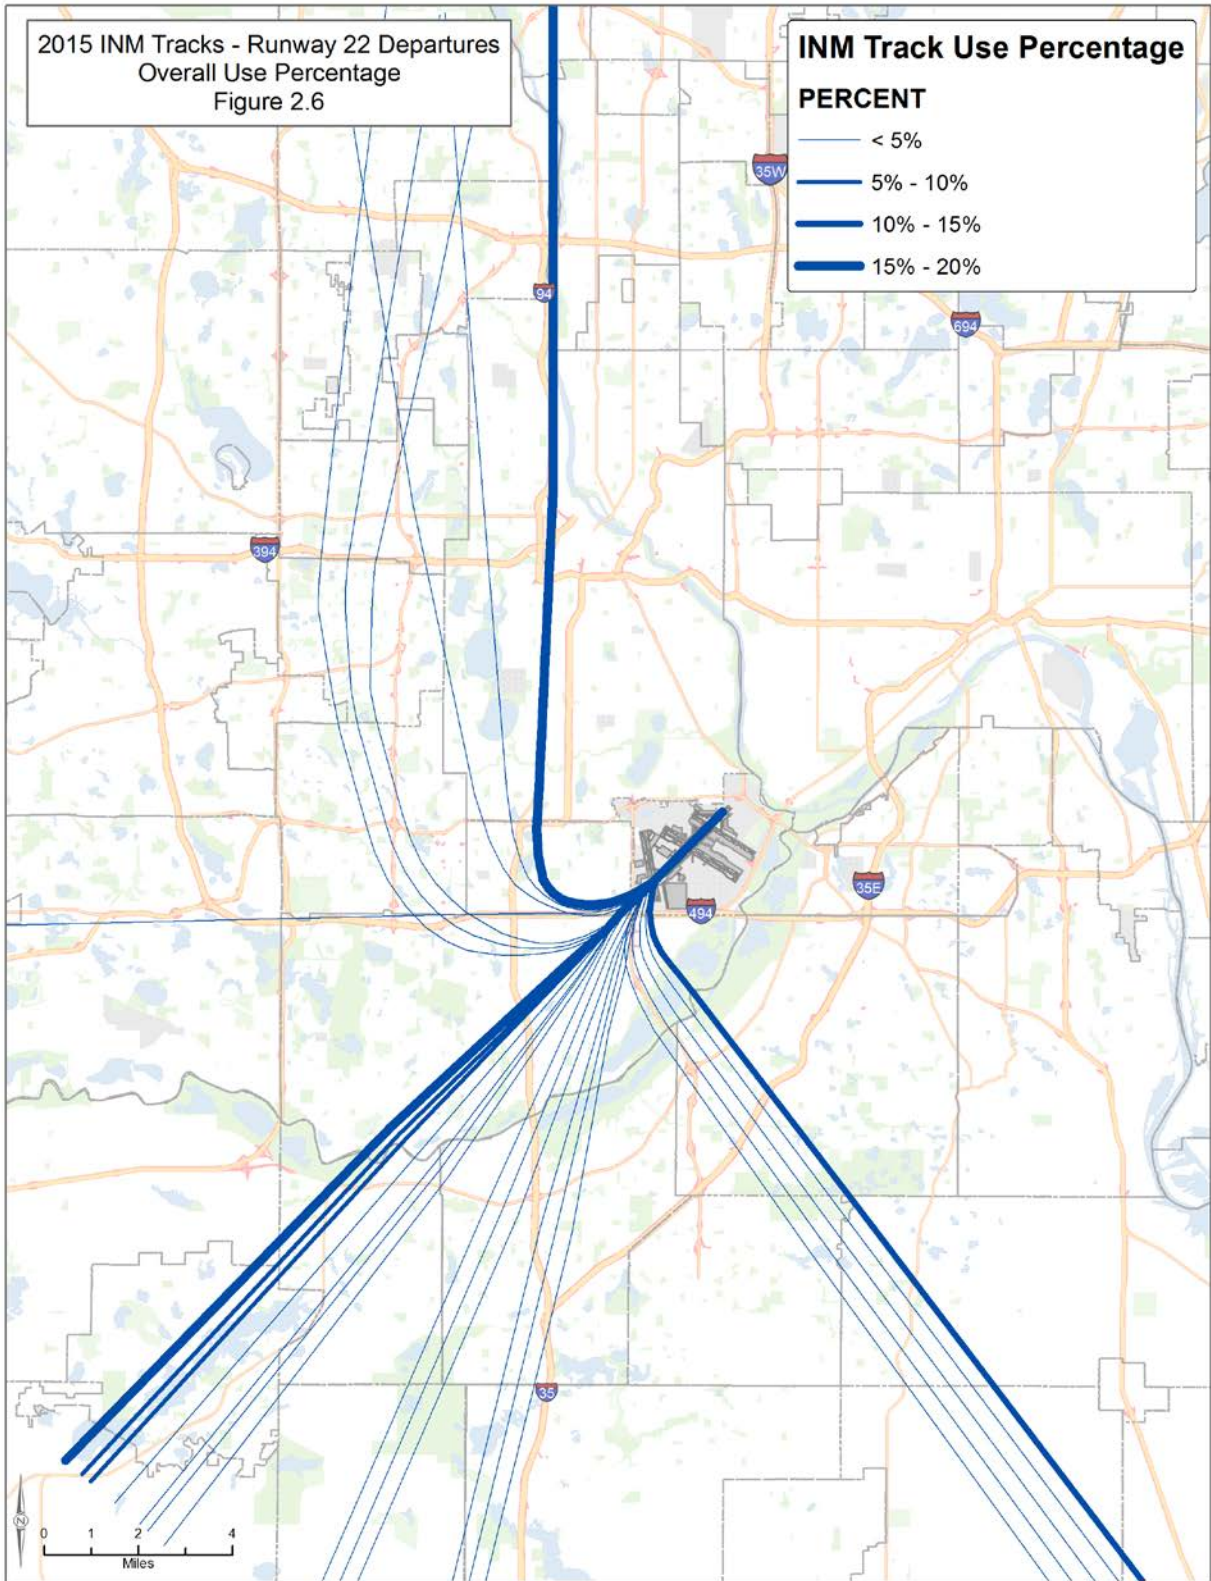 2015 INM Tracks - Runway 22 Departures
Overall Use Percentage
Figure 2.6
INM Track Use Percentage
PERCENT
< 5%
5% - 10%
10% - 15%
15% - 20%
35W
94
694
394
35E
494
35
N
0 1 2 4
Miles